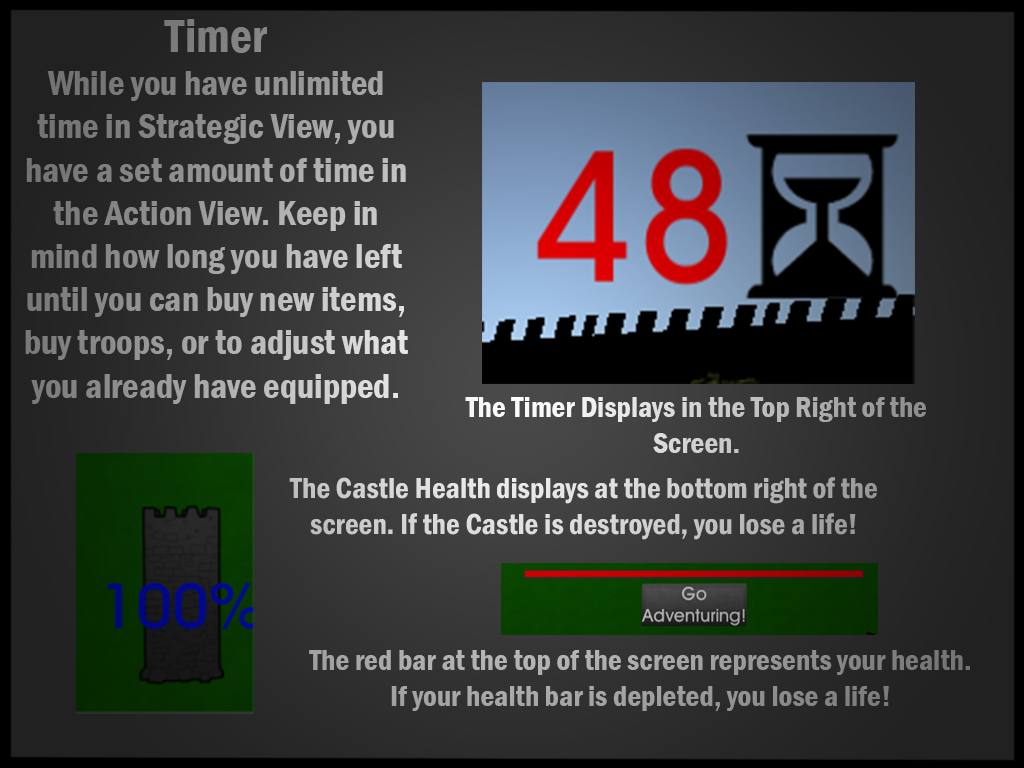 Timer
While you have unlimited
time in Strategic View, you
have a set amount of time in
the Action View. Keep in
mind how long you have left
until you can buy new items,
buy troops, or to adjust what
you already have equipped.
48
The Timer Displays in the Top Right of the
Screen.
The Castle Health displays at the bottom right of the
screen. If the Castle is destroyed, you lose a life!
100%
Go
Adventuring!
The red bar at the top of the screen represents your health.
If your health bar is depleted, you lose a life!